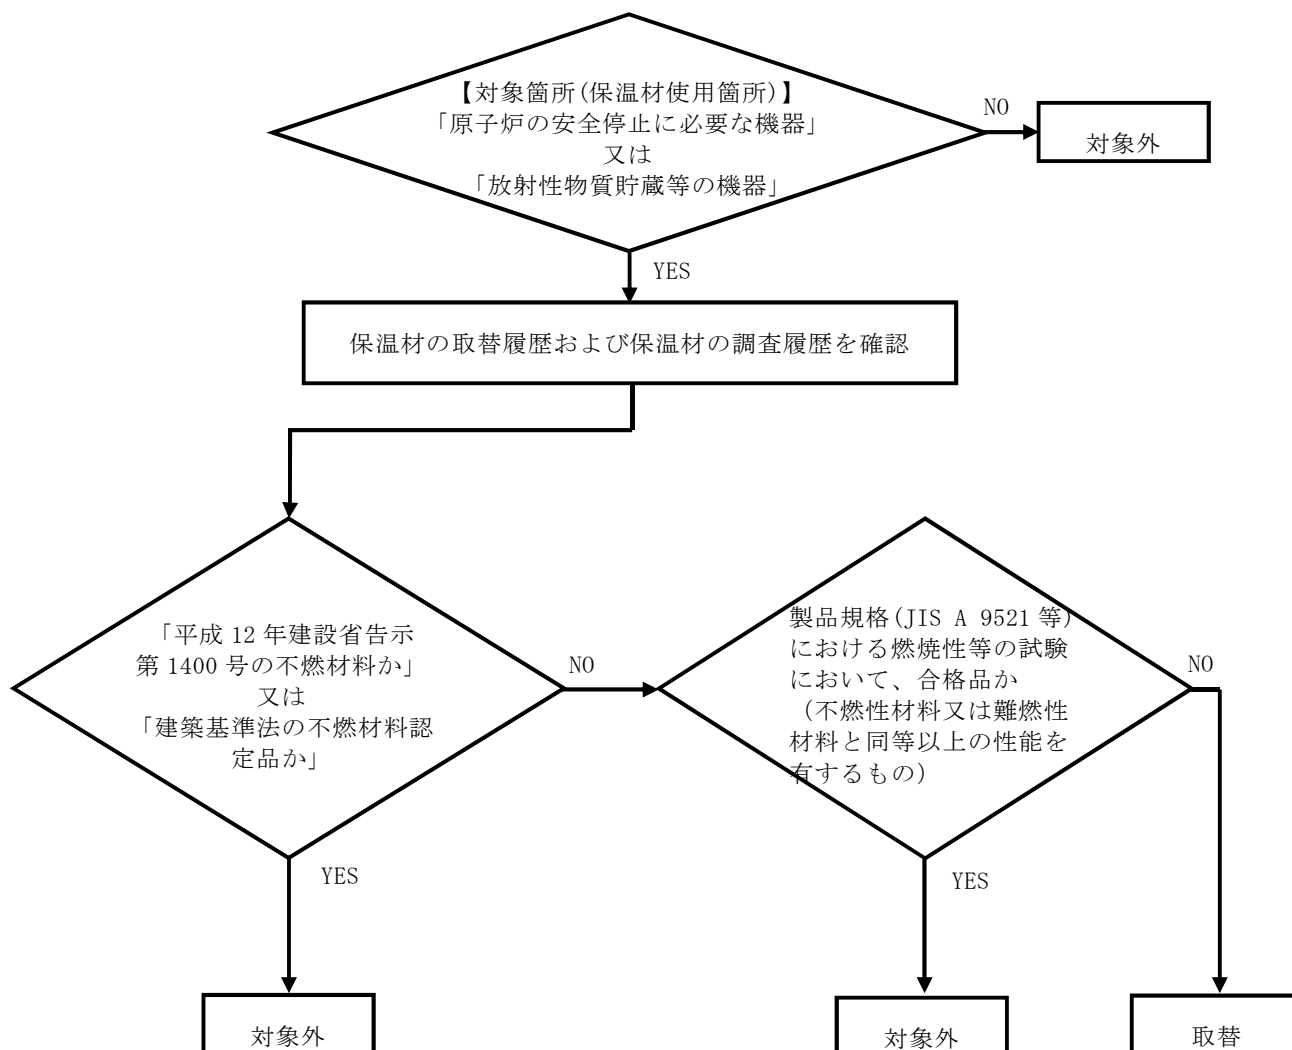 【対象箇所(保温材使用箇所)】
「原子炉の安全停止に必要な機器」
又は
「放射性物質貯蔵等の機器」
NO
対象外
YES
保温材の取替履歴および保温材の調査履歴を確認
「平成 12 年建設省告示
第 1400 号の不燃材料か」
又は
「建築基準法の不燃材料認
定品か」
NO
製品規格(JIS A 9521 等)
における燃焼性等の試験
において、合格品か
（不燃性材料又は難燃性
材料と同等以上の性能を
有するもの）
NO
YES
YES
対象外
対象外
取替